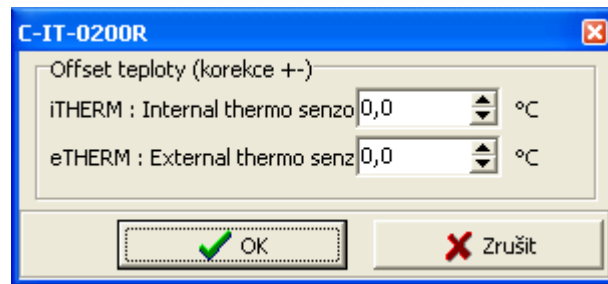 C-IT-0200R
Offset teploty (korekce +-)
iTHERM : Internal thermo senzo 0,0 °C
eTHERM : External thermo senz 0,0 °C
OK Zrušit